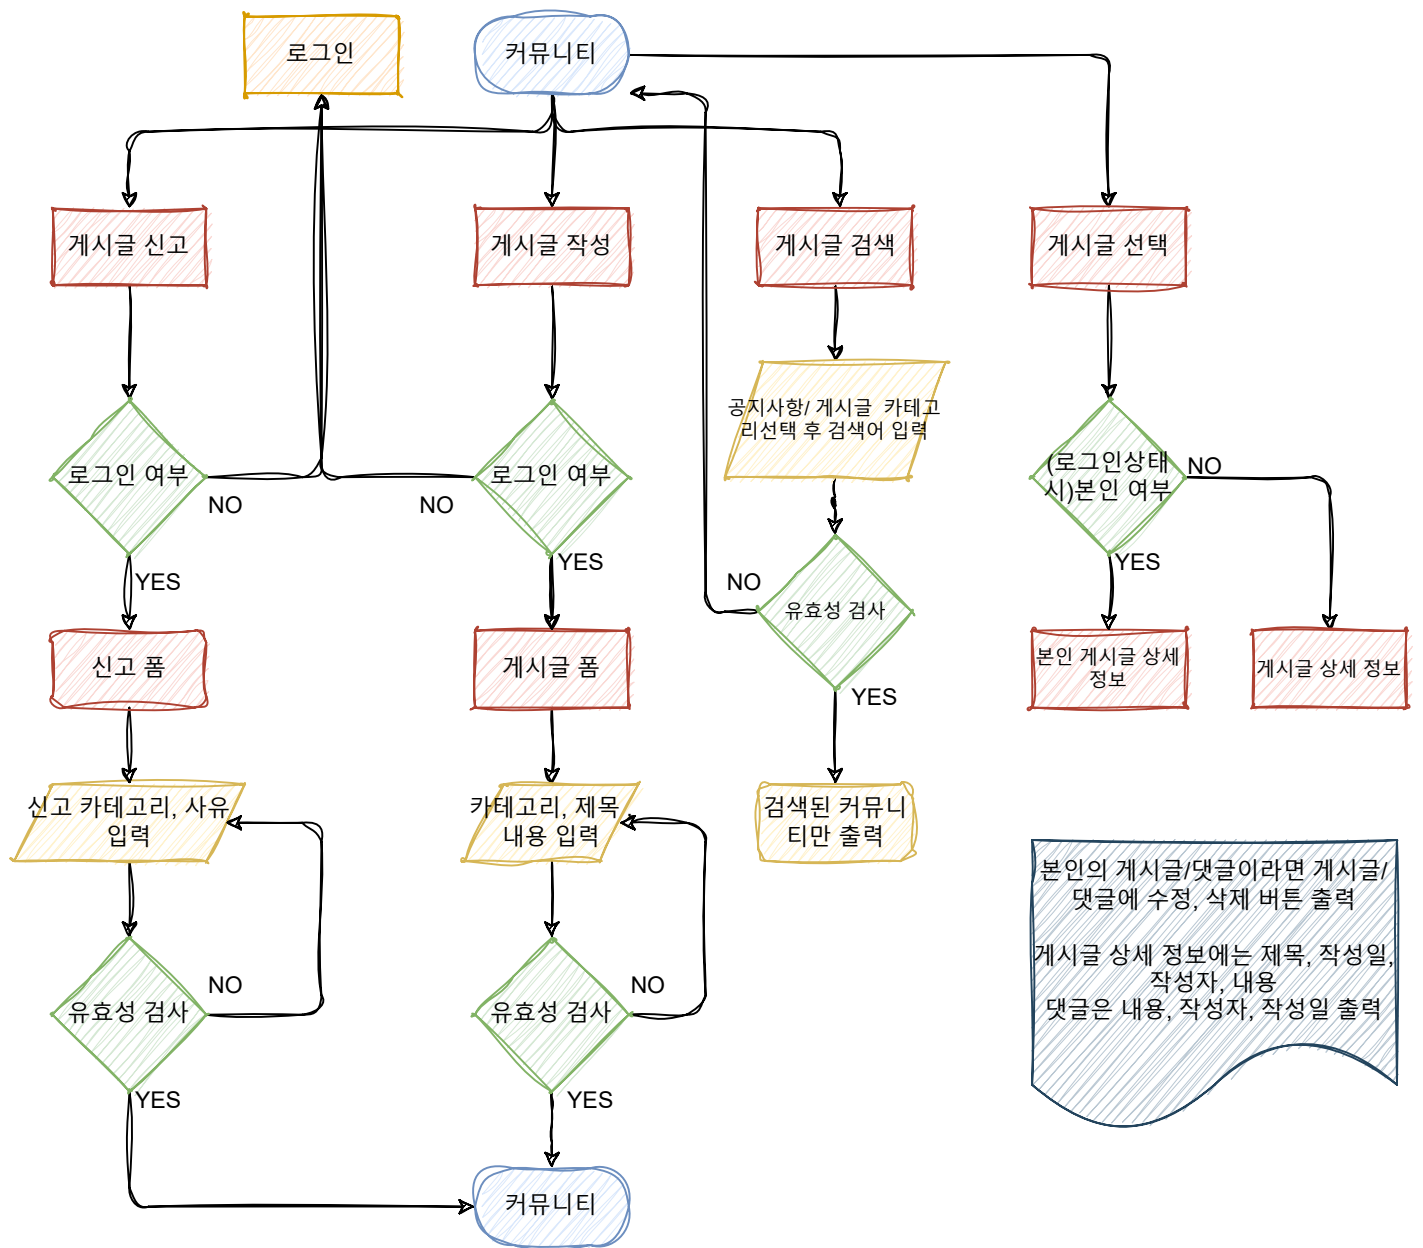 로그인
커뮤니티
게시글 신고
게시글 작성
게시글 검색
게시글 선택
공지사항/ 게시글  카테고
리선택 후 검색어 입력
로그인 여부
NO
로그인 여부
NO
(로그인상태
시)본인 여부
NO
YES
YES
YES
유효성 검사
NO
YES
신고 폼
게시글 폼
본인 게시글 상세
정보
게시글 상세 정보
신고 카테고리, 사유
입력
카테고리, 제목
내용 입력
검색된 커뮤니
티만 출력
본인의 게시글/댓글이라면 게시글/
댓글에 수정, 삭제 버튼 출력
게시글 상세 정보에는 제목, 작성일,
작성자, 내용
댓글은 내용, 작성자, 작성일 출력
유효성 검사
NO
유효성 검사
NO
YES
YES
커뮤니티